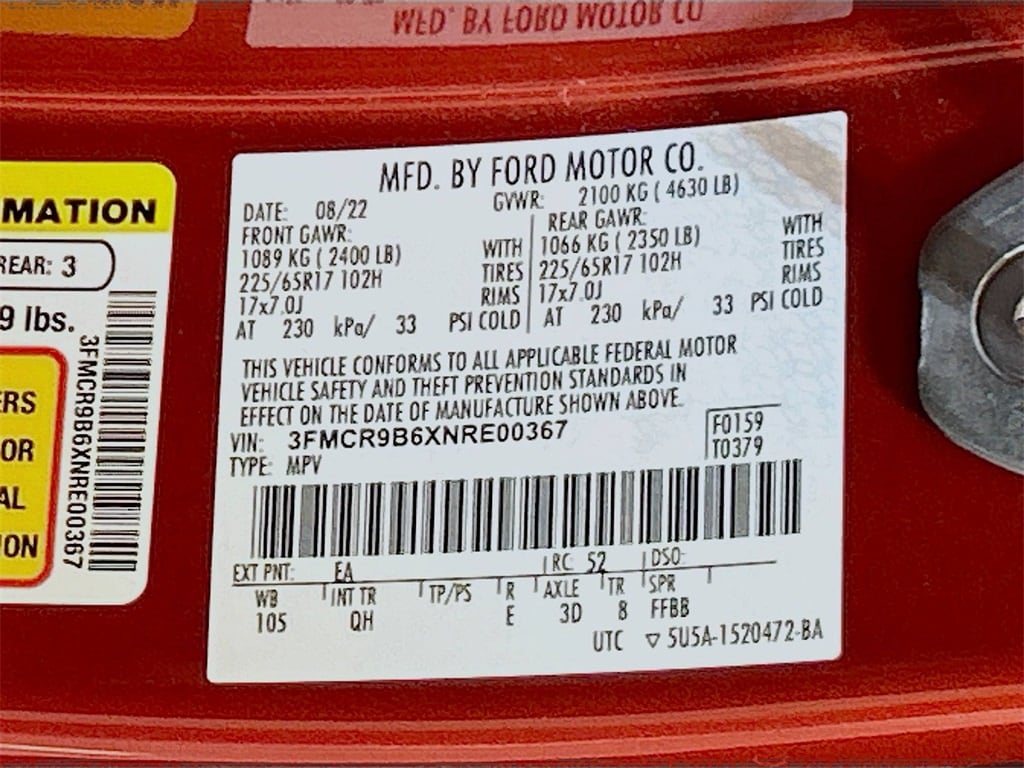 MFD. BY FORD MOTOR CO
MATION
REAR: 3
9 lbs.
ERS
OR
AL
ION
3FMCR9B6XNRE00367
MFD. BY FORD MOTOR CO.
DATE: 08/22 GVWR: 2100 KG ( 4630 LB)
FRONT GAWR: REAR GAWR:
1089 KG ( 2400 LB) WITH 1066 KG ( 2350 LB) WITH
225/65R17 102H TIRES 225/65R17 102H TIRES
17x7.0J RIMS 17x7.0J RIMS
AT 230 kPa/ 33 PSI COLD AT 230 kPa/ 33 PSI COLD
THIS VEHICLE CONFORMS TO ALL APPLICABLE FEDERAL MOTOR
VEHICLE SAFETY AND THEFT PREVENTION STANDARDS IN
EFFECT ON THE DATE OF MANUFACTURE SHOWN ABOVE.
VIN: 3FMCR9B6XNRE00367 F0159
TYPE: MPV T0379
EXT PNT: EA RC: 52 DSO:
WB INT TR TP/PS R AXLE TR SPR
105 QH E 3D 8 FFBB
UTC ▽ 5U5A-1520472-BA